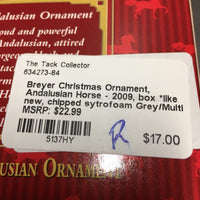 alusian Ornament
oud and powerful
Andalusian, attired
The Tack Collector
634273-84
Breyer Christmas Ornament,
Andalusian Horse - 2009, box *like
new, chipped sytrofoam Grey/Multi
MSRP: $22.99
5137HY
R
$17.00
USIAN ORNAMEN